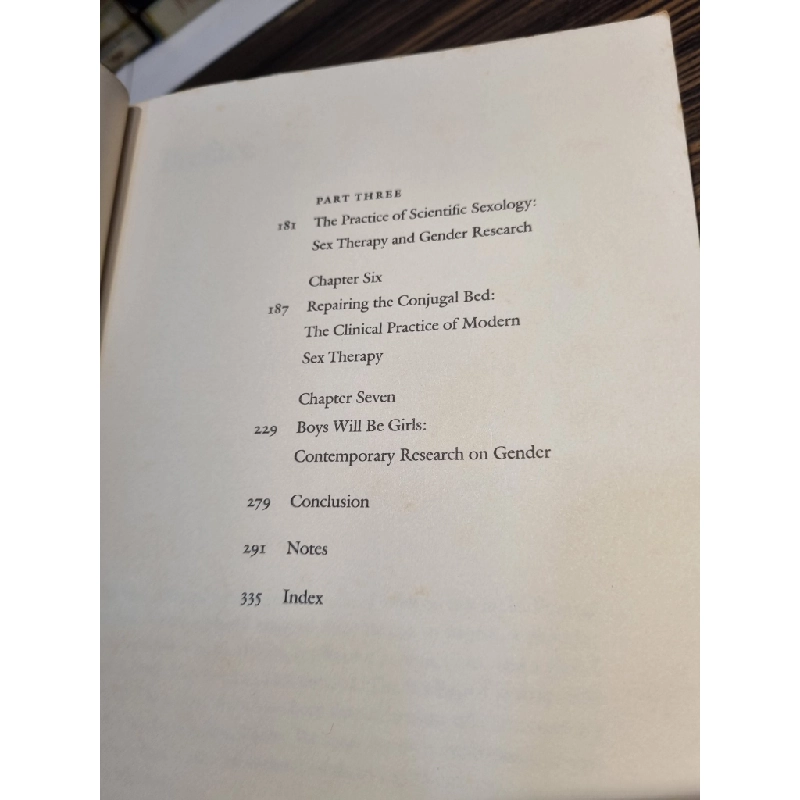 PART THREE
181 The Practice of Scientific Sexology:
Sex Therapy and Gender Research
Chapter Six
187 Repairing the Conjugal Bed:
The Clinical Practice of Modern
Sex Therapy
Chapter Seven
229 Boys Will Be Girls:
Contemporary Research on Gender
279 Conclusion
291 Notes
335 Index